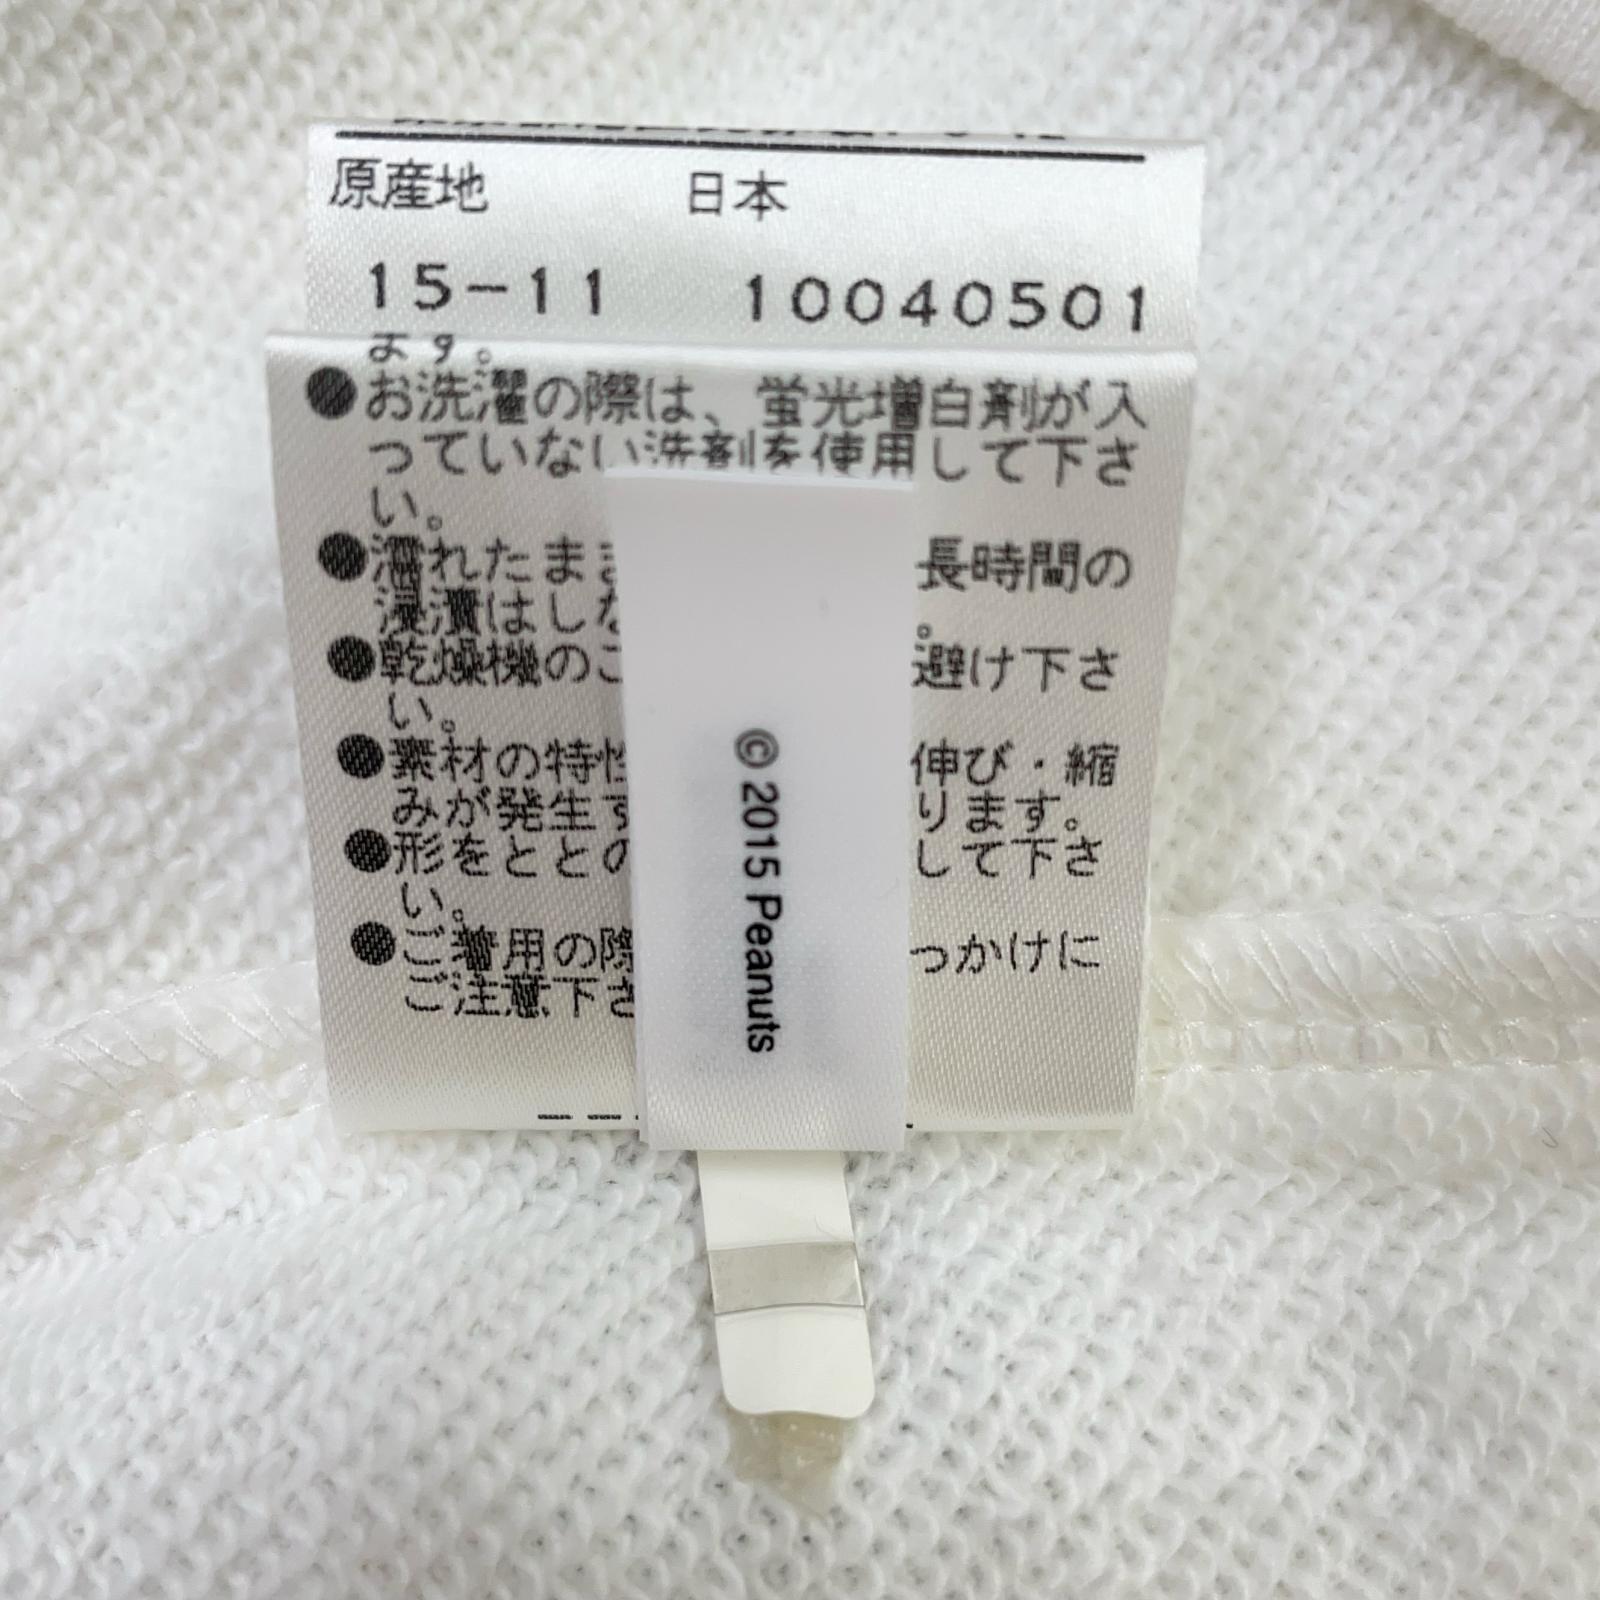 原産地 日本
15-11 10040501
ます。
●お洗濯の際は、蛍光増白剤が入
っていない洗剤を使用して下さ
い。
●濡れたまま 長時間の
浸漬はしな 。
●乾燥機のご 避け下さ
い。
●素材の特性 伸び・縮
みが発生す ります。
●形をととの して下さ
い。
●ご着用の際 っかけに
ご注意下さ
© 2015 Peanuts